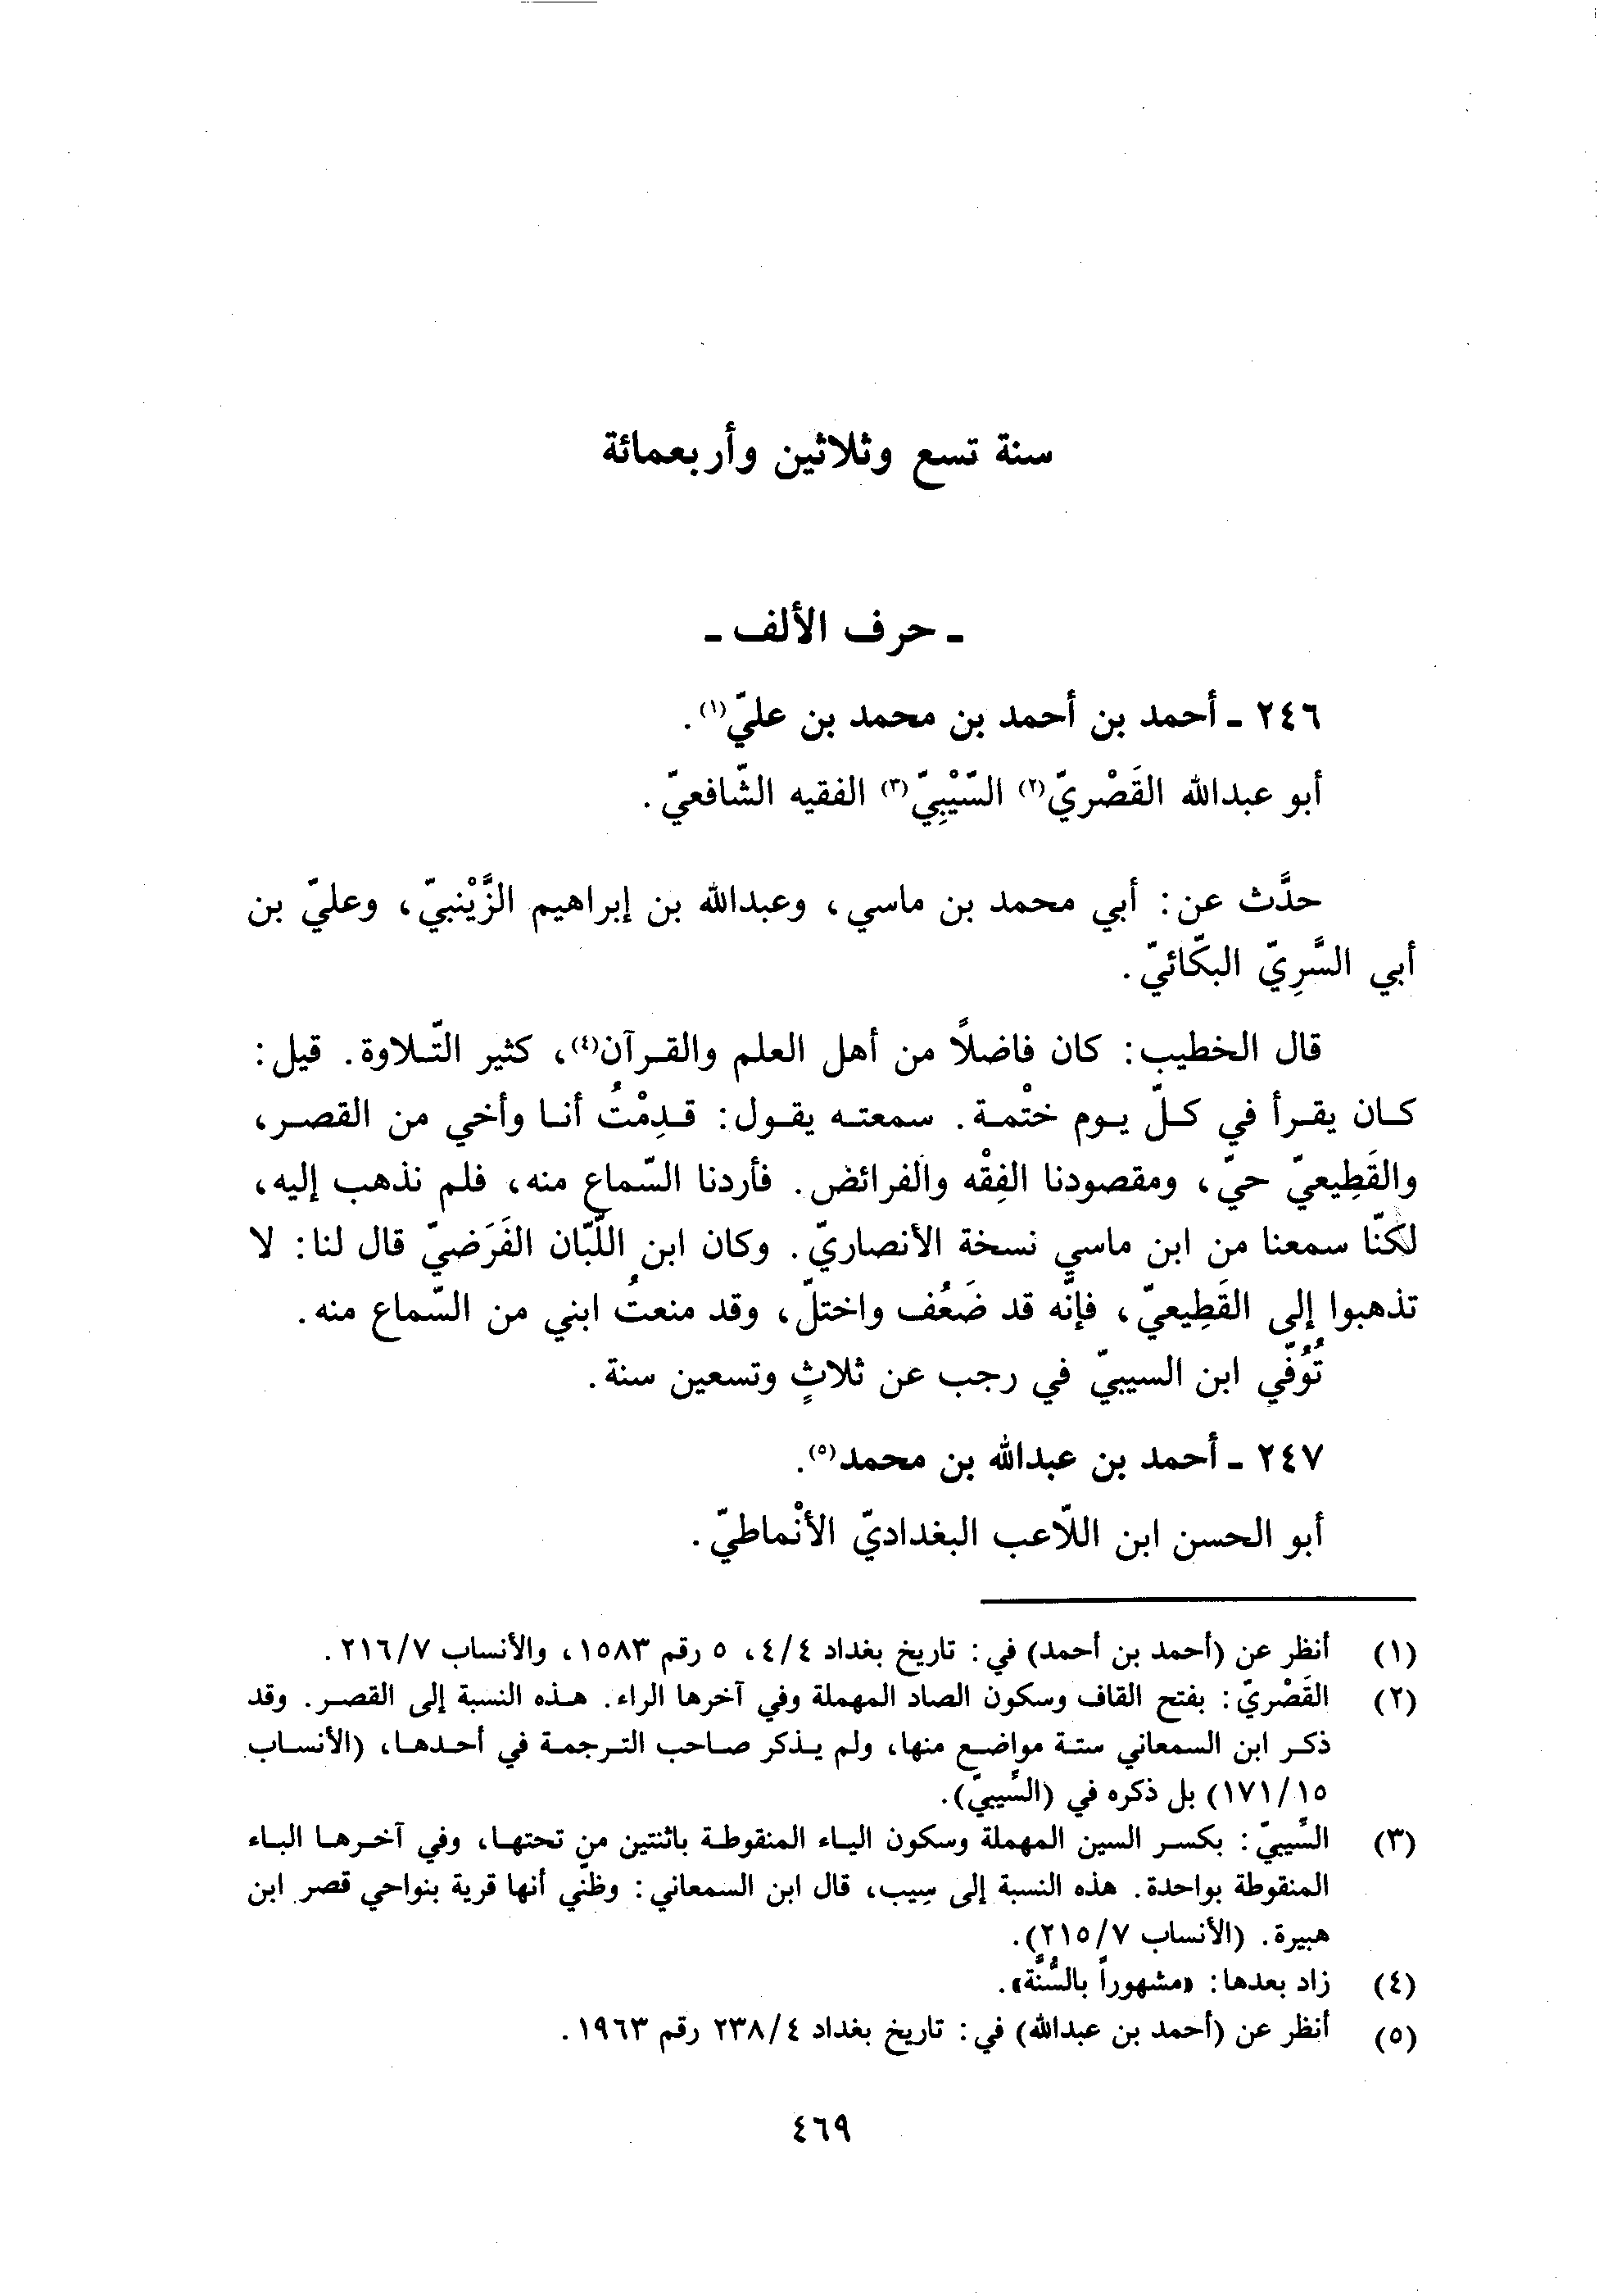 سنة تسع وثلاثين وأربعمائة
ـ حرف الألف ـ
٢٤٦ ـ أحمد بن أحمد بن محمد بن عليّ(١).
أبو عبدالله القَصْريّ(٢) السّيْبِيّ(٣) الفقيه الشّافعيّ.
حدَّث عن: أبي محمد بن ماسي، وعبدالله بن إبراهيم الزَّيْنبيّ، وعليّ بن
أبي السَّرِيّ البكّائيّ.
قال الخطيب: كان فاضلاً من أهل العلم والقرآن(٤)، كثير التّلاوة. قيل:
كان يقرأ في كلّ يوم ختْمة. سمعته يقول: قدِمْتُ أنا وأخي من القصر،
والقَطِيعيّ حيّ، ومقصودنا الفِقْه والفرائض. فأردنا السّماع منه، فلم نذهب إليه،
لكنّا سمعنا من ابن ماسي نسخة الأنصاريّ. وكان ابن اللّبّان الفَرَضيّ قال لنا: لا
تذهبوا إلى القَطِيعيّ، فإنّه قد ضَعُف واختلّ، وقد منعتُ ابني من السّماع منه.
تُوُفّي ابن السيبيّ في رجب عن ثلاثٍ وتسعين سنة.
٢٤٧ ـ أحمد بن عبدالله بن محمد(٥).
أبو الحسن ابن اللّاعب البغداديّ الأنْماطيّ.
(١) أنظر عن (أحمد بن أحمد) في: تاريخ بغداد ٤/٤، ٥ رقم ١٥٨٣، والأنساب ٢١٦/٧.
(٢) القَصْريّ: بفتح القاف وسكون الصاد المهملة وفي آخرها الراء. هذه النسبة إلى القصر. وقد
ذكر ابن السمعاني ستة مواضع منها، ولم يذكر صاحب الترجمة في أحدها، (الأنساب
١٧١/١٥) بل ذكره في (السِّيبيّ).
(٣) السِّيبيّ: بكسر السين المهملة وسكون الياء المنقوطة باثنتين من تحتها، وفي آخرها الباء
المنقوطة بواحدة. هذه النسبة إلى سِيب، قال ابن السمعاني: وظنّي أنها قرية بنواحي قصر ابن
هبيرة. (الأنساب ٢١٥/٧).
(٤) زاد بعدها: «مشهوراً بالسُّنَّة».
(٥) أنظر عن (أحمد بن عبدالله) في: تاريخ بغداد ٢٣٨/٤ رقم ١٩٦٣.
٤٦٩